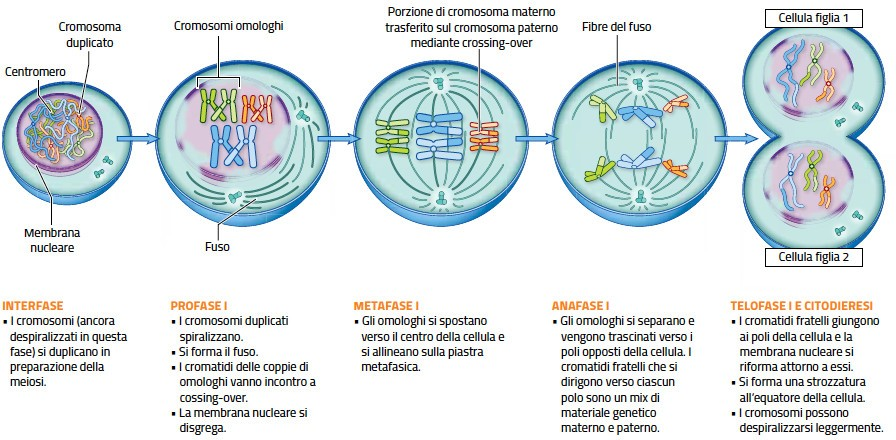 Cromosoma
duplicato
Centromero
Membrana
nucleare
Cromosomi omologhi
Fuso
Porzione di cromosoma materno
trasferito sul cromosoma paterno
mediante crossing-over
Fibre del fuso
Cellula figlia 1
Cellula figlia 2
INTERFASE
▪ I cromosomi (ancora
despiralizzati in questa
fase) si duplicano in
preparazione della
meiosi.
PROFASE I
▪ I cromosomi duplicati
spiralizzano.
▪ Si forma il fuso.
▪ I cromatidi delle coppie di
omologhi vanno incontro a
cossing-over.
▪ La membrana nucleare si
disgrega.
METAFASE I
▪ Gli omologhi si spostano
verso il centro della cellula e
si allineano sulla piastra
metafasica.
ANAFASE I
▪ Gli omologhi si separano e
vengono trascinati verso i
poli opposti della cellula. I
cromatidi fratelli che si
dirigono verso ciascun
polo sono un mix di
materiale genetico
materno e paterno.
TELOFASE I E CITODIERESI
▪ I cromatidi fratelli giungono
ai poli della cellula e la
membrana nucleare si
riforma attorno a essi.
▪ Si forma una strozzatura
all'equatore della cellula.
▪ I cromosomi possono
despiralizzarsi leggermente.